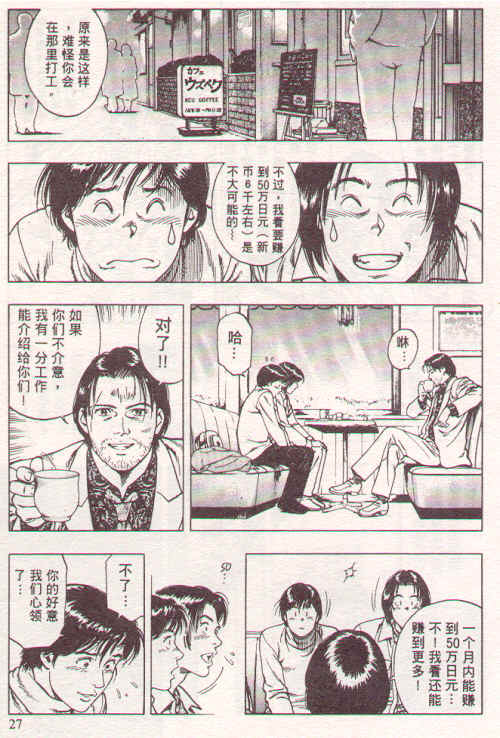 原来是这样
，难怪你会
在那里打工。
カフェ
ウズベク
不过，我看要赚
到50万日元（新
币6千左右）是
不大可能的…
咻…
哈…
对了!!
如果
你们不介意，
我有一分工作
能介绍给你们！
一个月内能赚
到50万日元…
不！我看还能
赚到更多！
不了…
你的好意
我们心领
了…
27